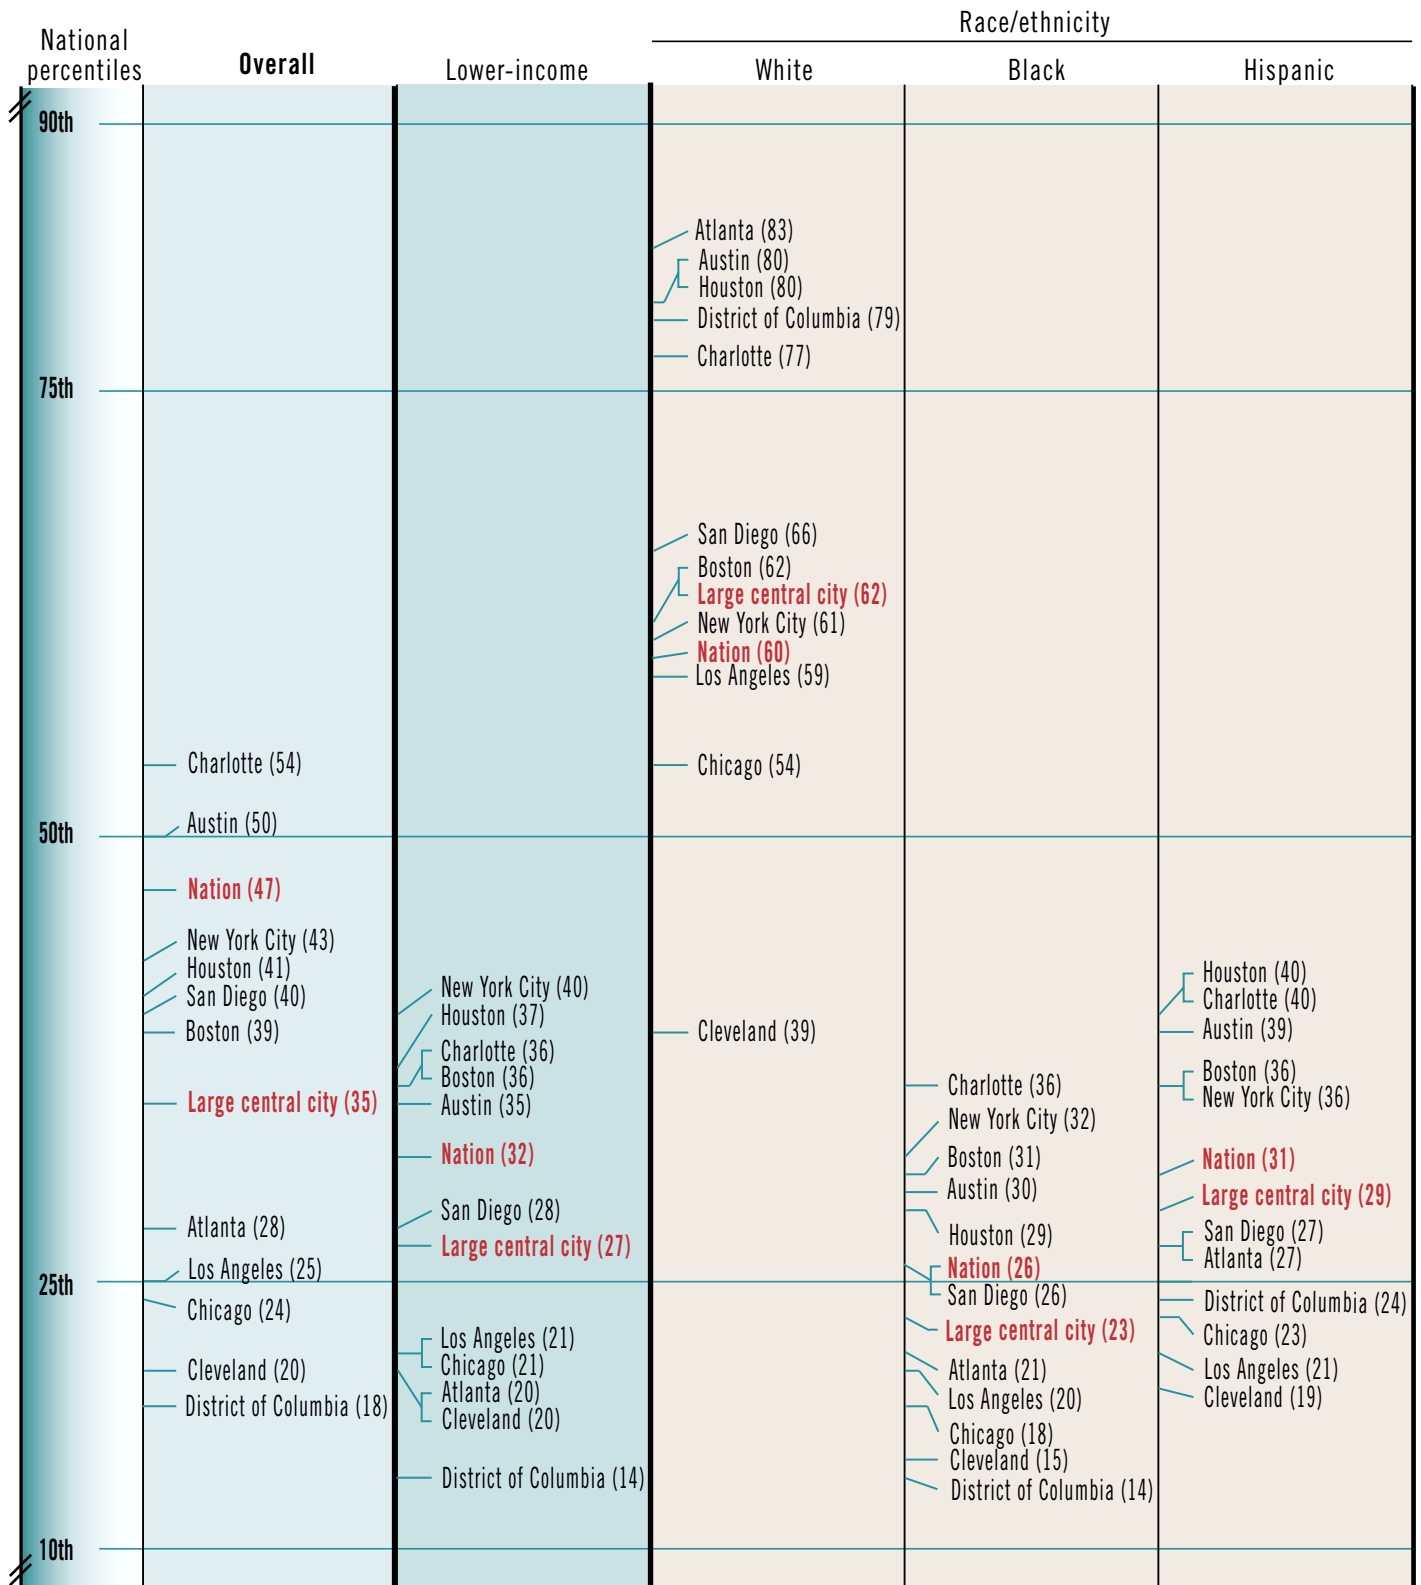 Race/ethnicity
National
percentiles
Overall
Lower-income
White
Black
Hispanic
90th
75th
50th
25th
10th
Charlotte (54)
Austin (50)
Nation (47)
New York City (43)
Houston (41)
San Diego (40)
Boston (39)
Large central city (35)
Atlanta (28)
Los Angeles (25)
Chicago (24)
Cleveland (20)
District of Columbia (18)
New York City (40)
Houston (37)
Charlotte (36)
Boston (36)
Austin (35)
Nation (32)
San Diego (28)
Large central city (27)
Los Angeles (21)
Chicago (21)
Atlanta (20)
Cleveland (20)
District of Columbia (14)
Atlanta (83)
Austin (80)
Houston (80)
District of Columbia (79)
Charlotte (77)
San Diego (66)
Boston (62)
Large central city (62)
New York City (61)
Nation (60)
Los Angeles (59)
Chicago (54)
Cleveland (39)
Charlotte (36)
New York City (32)
Boston (31)
Austin (30)
Houston (29)
Nation (26)
San Diego (26)
Large central city (23)
Atlanta (21)
Los Angeles (20)
Chicago (18)
Cleveland (15)
District of Columbia (14)
Houston (40)
Charlotte (40)
Austin (39)
Boston (36)
New York City (36)
Nation (31)
Large central city (29)
San Diego (27)
Atlanta (27)
District of Columbia (24)
Chicago (23)
Los Angeles (21)
Cleveland (19)